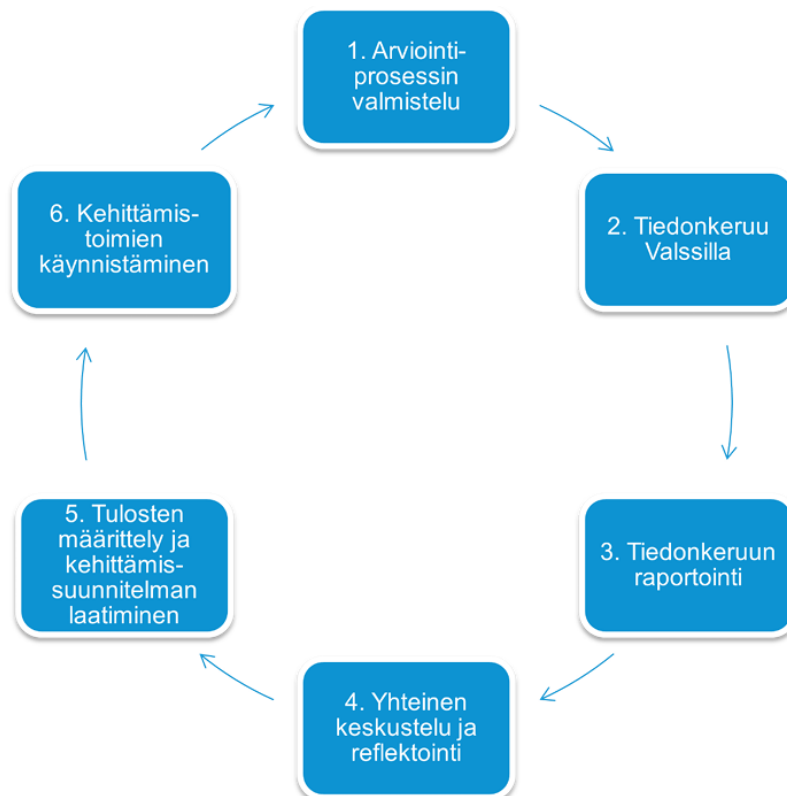 1. Arviointi-
prosessin
valmistelu
2. Tiedonkeruu
Valssilla
3. Tiedonkeruun
raportointi
4. Yhteinen
keskustelu ja
reflektointi
5. Tulosten
määrittely ja
kehittämis-
suunnitelman
laatiminen
6. Kehittämis-
toimien
käynnistäminen